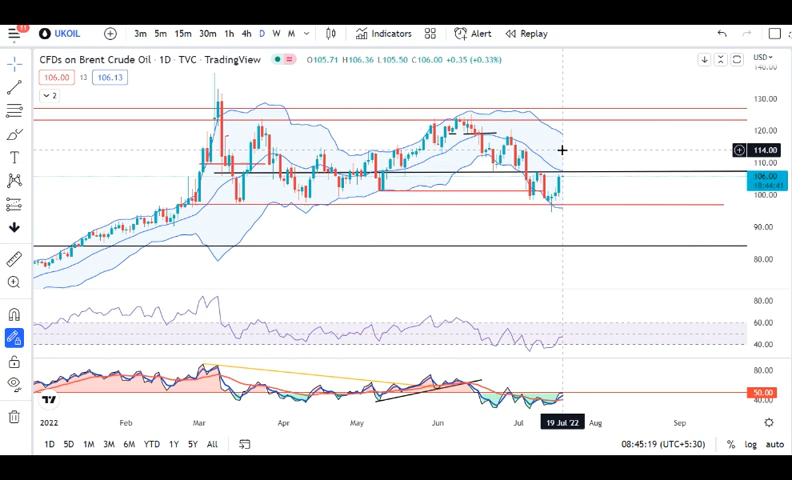 11
UKOIL
3m 5m 15m 30m 1h 4h D W M
Indicators
Alert
Replay
CFDs on Brent Crude Oil · 1D · TVC · TradingView
O105.71 H106.36 L105.50 C106.00 +0.35 (+0.33%)
USD
106.00 13 106.13
2
140.00
130.00
120.00
114.00
110.00
106.00
18:44:41
100.00
90.00
80.00
80.00
60.00
40.00
80.00
50.00
40.00
2022 Feb Mar Apr May Jun Jul 19 Jul '22 Aug Sep
1D 5D 1M 3M 6M YTD 1Y 5Y All
08:45:19 (UTC+5:30)
% log auto